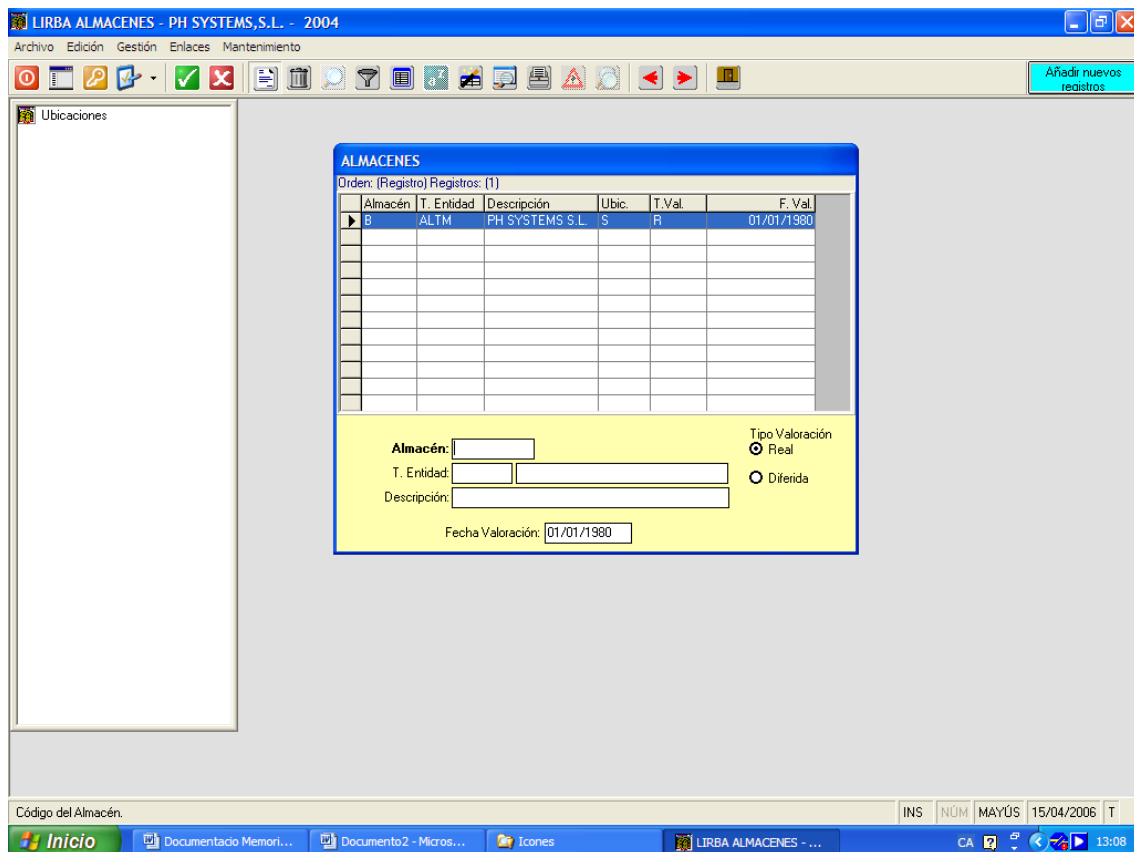 LIRBA ALMACENES - PH SYSTEMS,S.L. - 2004
Archivo Edición Gestión Enlaces Mantenimiento
Añadir nuevos
registros
Ubicaciones
ALMACENES
Orden: (Registro) Registros: (1)
Almacén T. Entidad Descripción Ubic. T.Val. F. Val.
B ALTM PH SYSTEMS S.L. S R 01/01/1980
Tipo Valoración
Almacén: Real
T. Entidad: Diferida
Descripción:
Fecha Valoración: 01/01/1980
Código del Almacén. INS NÚM MAYÚS 15/04/2006 T
Inicio Documentacio Memori... Documento2 - Micros... Icones LIRBA ALMACENES - ... CA 13:08